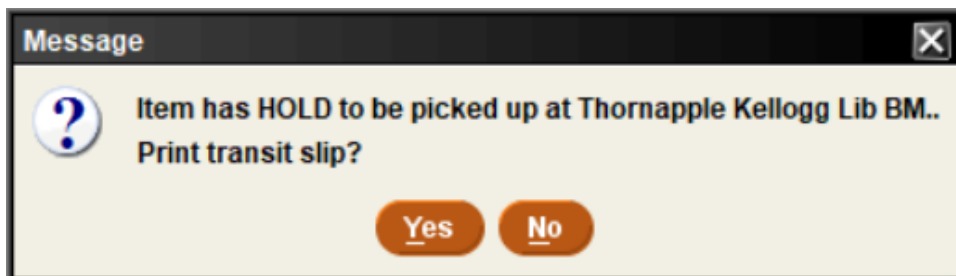 Message
Item has HOLD to be picked up at Thornapple Kellogg Lib BM..
Print transit slip?
Yes No